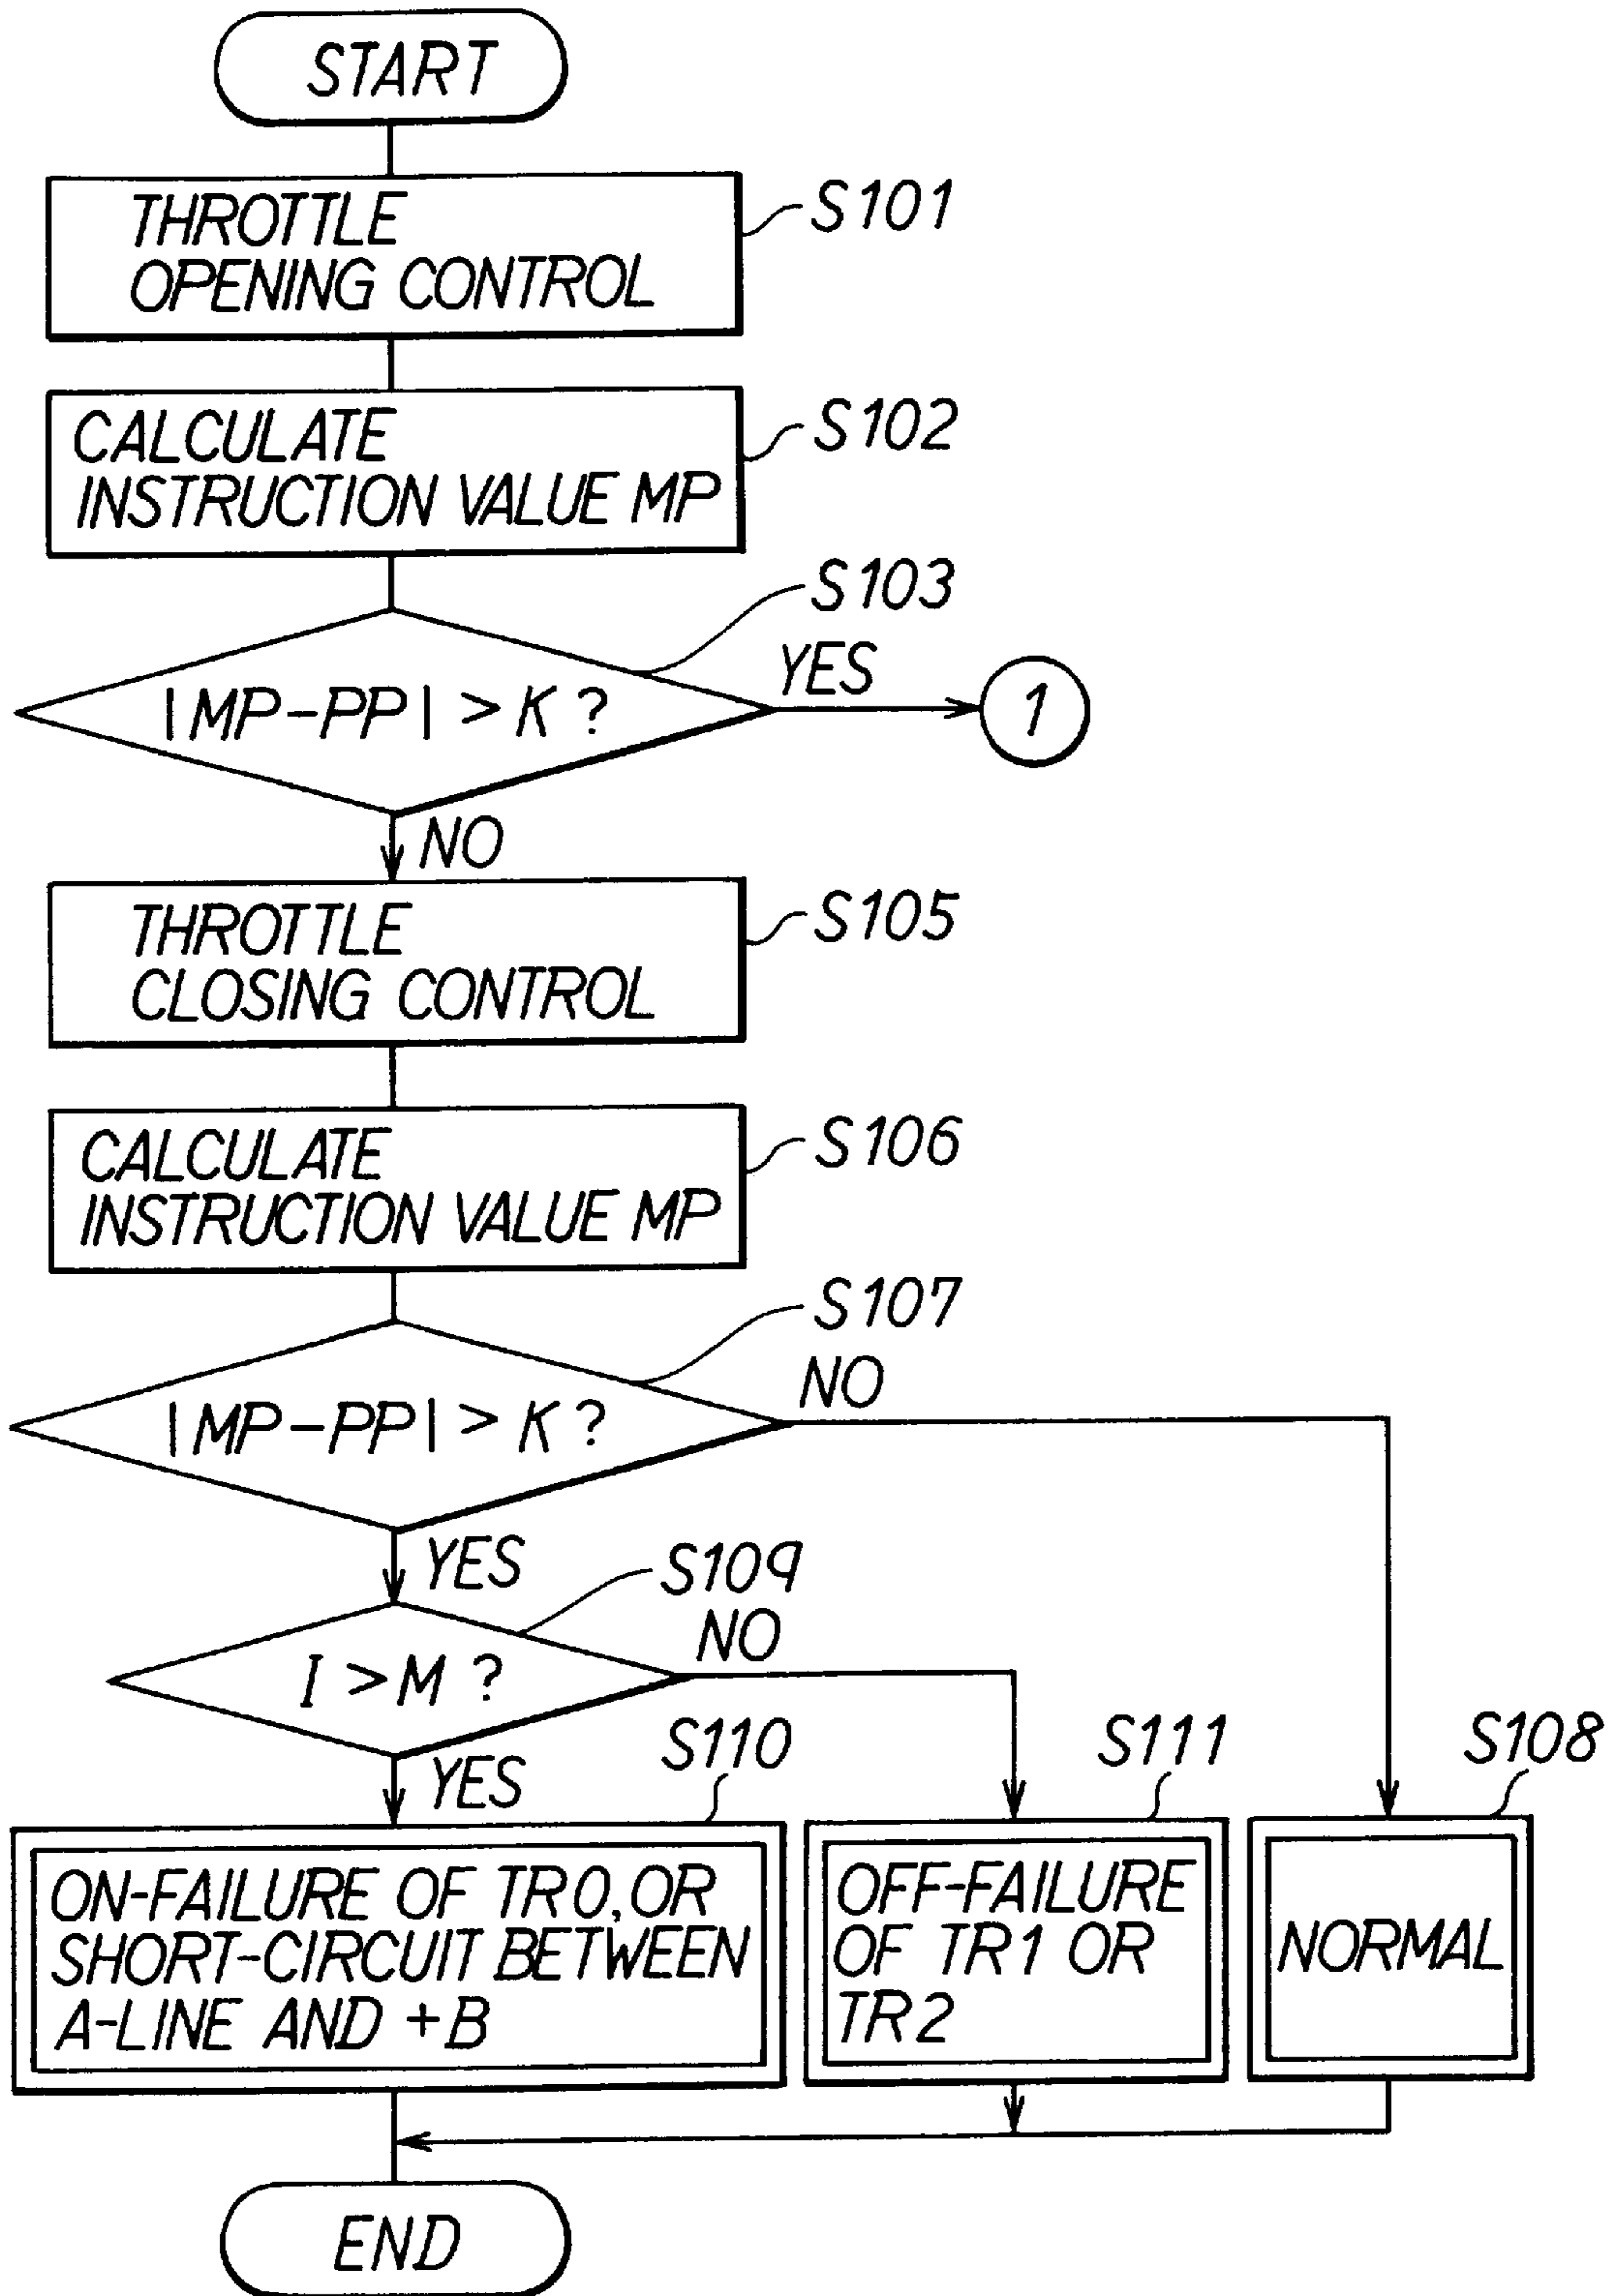 START
THROTTLE
OPENING CONTROL
S101
CALCULATE
INSTRUCTION VALUE MP
S102
S103
|MP-PP| > K ?
YES
1
NO
THROTTLE
CLOSING CONTROL
S105
CALCULATE
INSTRUCTION VALUE MP
S106
S107
|MP-PP| > K ?
NO
YES
S109
I > M ?
NO
YES
S110
ON-FAILURE OF TR0, OR
SHORT-CIRCUIT BETWEEN
A-LINE AND +B
S111
OFF-FAILURE
OF TR1 OR
TR2
S108
NORMAL
END